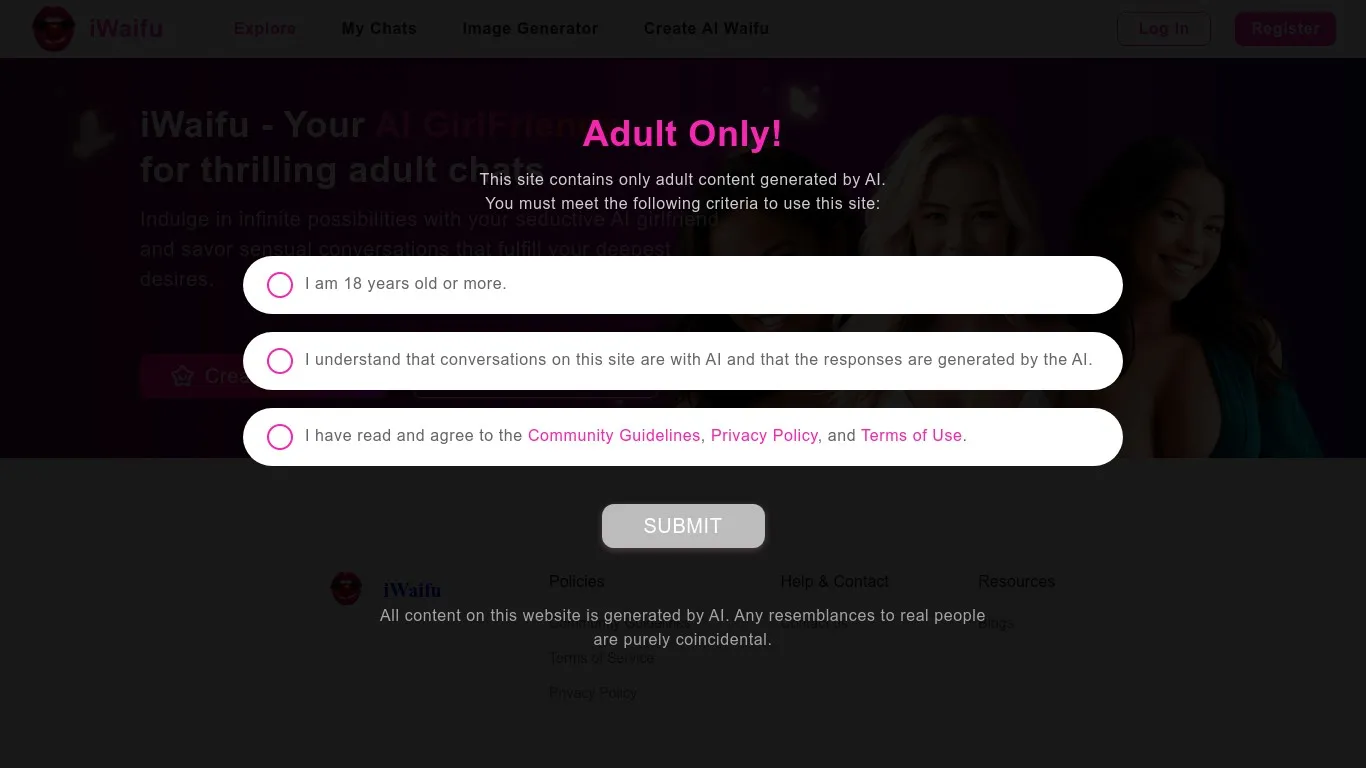 iWaifu
Explore
My Chats
Image Generator
Create AI Waifu
Log In
Register
iWaifu - Your AI GirlFriend
for thrilling adult chats
Indulge in infinite possibilities with your seductive AI girlfriend
and savor sensual conversations that fulfill your deepest
desires.
Adult Only!
This site contains only adult content generated by AI.
You must meet the following criteria to use this site:
I am 18 years old or more.
I understand that conversations on this site are with AI and that the responses are generated by the AI.
I have read and agree to the Community Guidelines, Privacy Policy, and Terms of Use.
SUBMIT
iWaifu
Policies
Help & Contact
Resources
All content on this website is generated by AI. Any resemblances to real people
are purely coincidental.
Blogs
Terms of Service
Privacy Policy